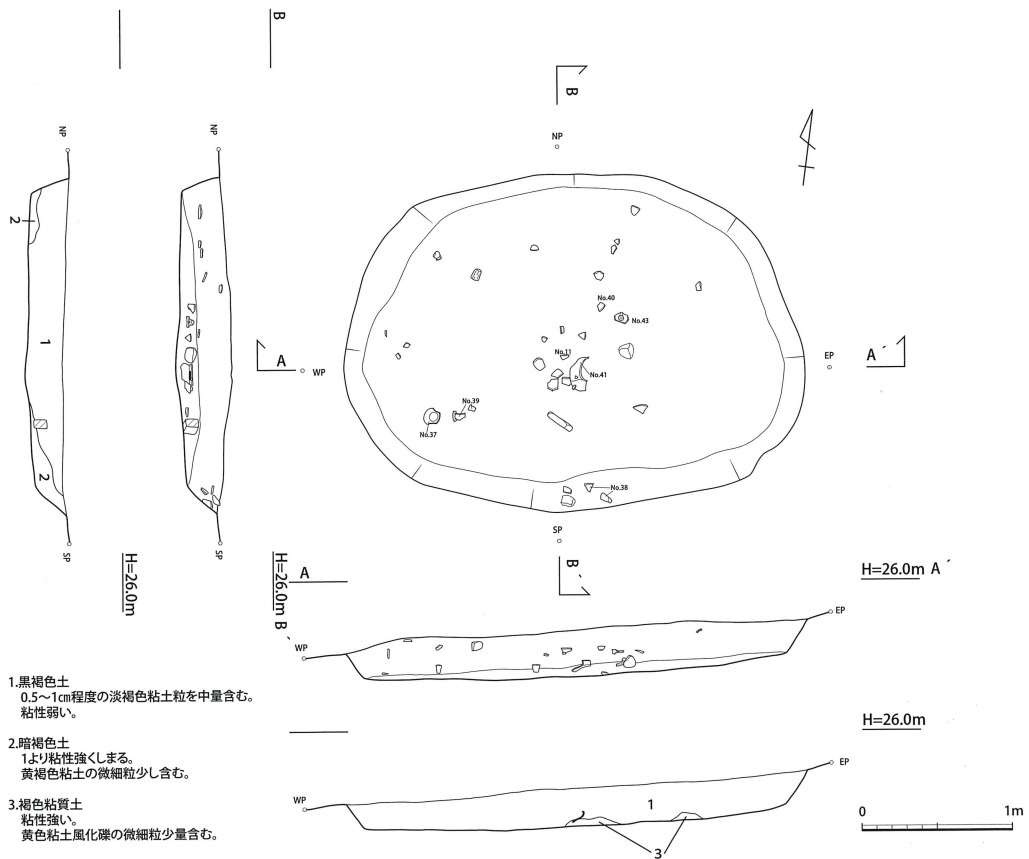 B
B
NP
NP
NP
2
1
2
SP
SP
H=26.0m
H=26.0m
B´
A
WP
EP
A´
No.40
No.43
No.11
No.41
No.39
No.37
No.38
SP
B´
A
H=26.0m A´
WP
EP
H=26.0m
WP
EP
1
3
0
1m
1.黒褐色土
0.5～1㎝程度の淡褐色粘土粒を中量含む。
粘性弱い。
2.暗褐色土
1より粘性強くしまる。
黄褐色粘土の微細粒少し含む。
3.褐色粘質土
粘性強い。
黄色粘土風化礫の微細粒少量含む。